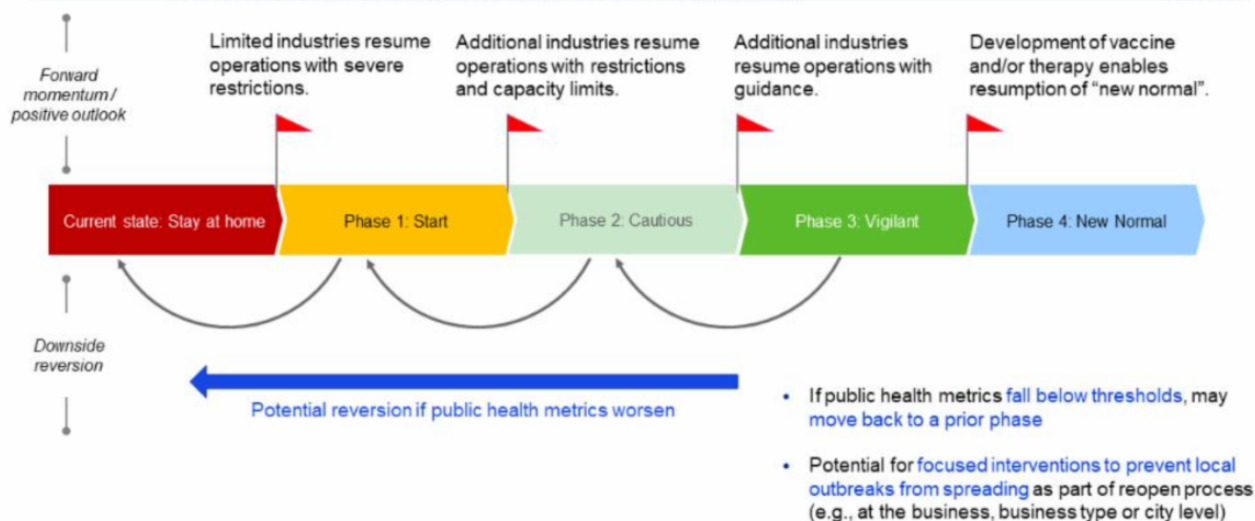 Forward
momentum /
positive outlook
Limited industries resume
operations with severe
restrictions.
Additional industries resume
operations with restrictions
and capacity limits.
Additional industries
resume operations with
guidance.
Development of vaccine
and/or therapy enables
resumption of “new normal”.
Current state: Stay at home
Phase 1: Start
Phase 2: Cautious
Phase 3: Vigilant
Phase 4: New Normal
Downside
reversion
Potential reversion if public health metrics worsen
• If public health metrics fall below thresholds, may
move back to a prior phase
• Potential for focused interventions to prevent local
outbreaks from spreading as part of reopen process
(e.g., at the business, business type or city level)